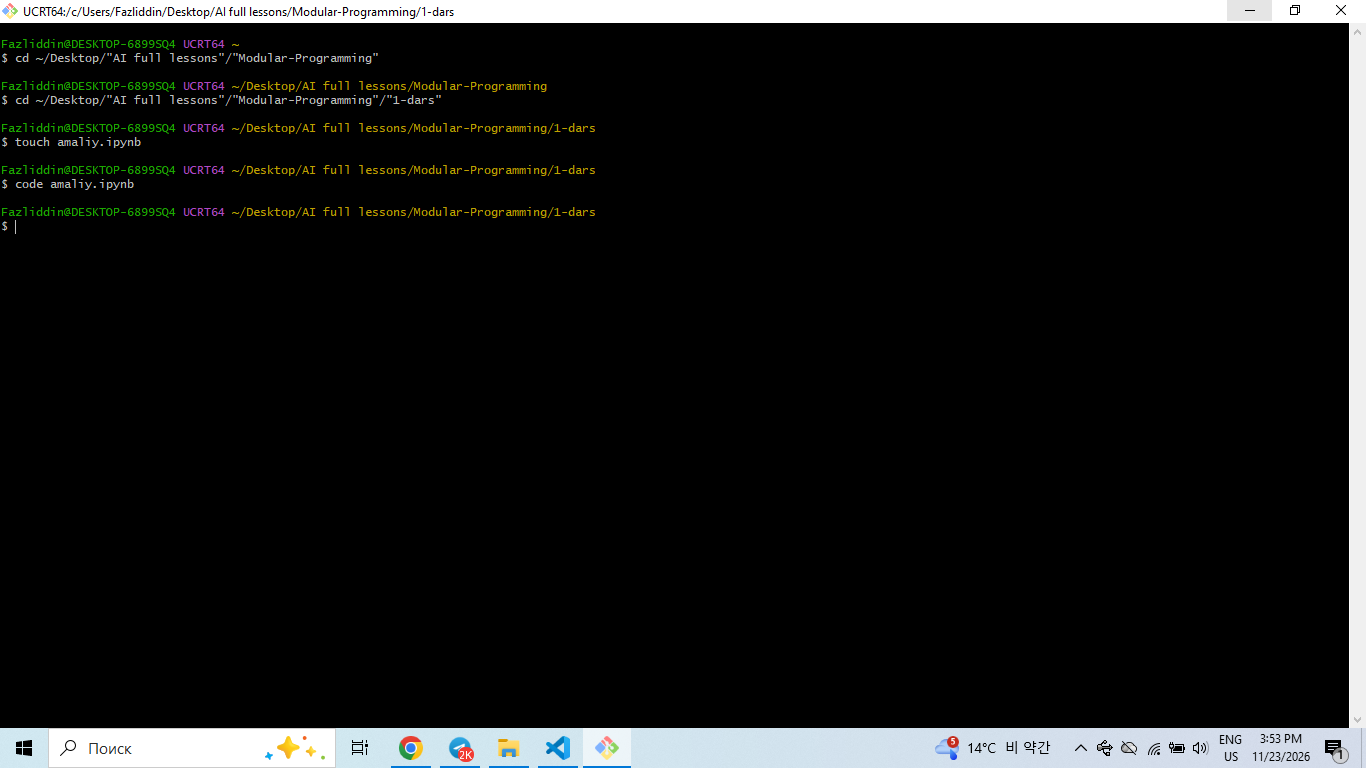 UCRT64:/c/Users/Fazliddin/Desktop/AI full lessons/Modular-Programming/1-dars
Fazliddin@DESKTOP-6899SQ4 UCRT64 ~
$ cd ~/Desktop/"AI full lessons"/"Modular-Programming"
Fazliddin@DESKTOP-6899SQ4 UCRT64 ~/Desktop/AI full lessons/Modular-Programming
$ cd ~/Desktop/"AI full lessons"/"Modular-Programming"/"1-dars"
Fazliddin@DESKTOP-6899SQ4 UCRT64 ~/Desktop/AI full lessons/Modular-Programming/1-dars
$ touch amaliy.ipynb
Fazliddin@DESKTOP-6899SQ4 UCRT64 ~/Desktop/AI full lessons/Modular-Programming/1-dars
$ code amaliy.ipynb
Fazliddin@DESKTOP-6899SQ4 UCRT64 ~/Desktop/AI full lessons/Modular-Programming/1-dars
$
Поиск
2K
5
14°C 비 약간
ENG
US
3:53 PM
11/23/2026
1